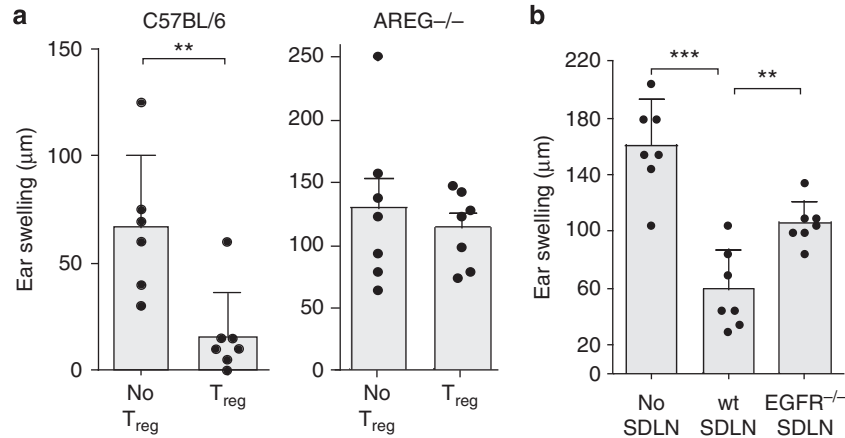 a
C57BL/6
AREG–/–
**
Ear swelling (μm)
150
100
50
0
No
Treg
Treg
250
200
150
100
50
0
No
Treg
Treg
b
***
**
Ear swelling (μm)
220
180
140
100
60
20
0
No
SDLN
wt
SDLN
EGFR–/–
SDLN